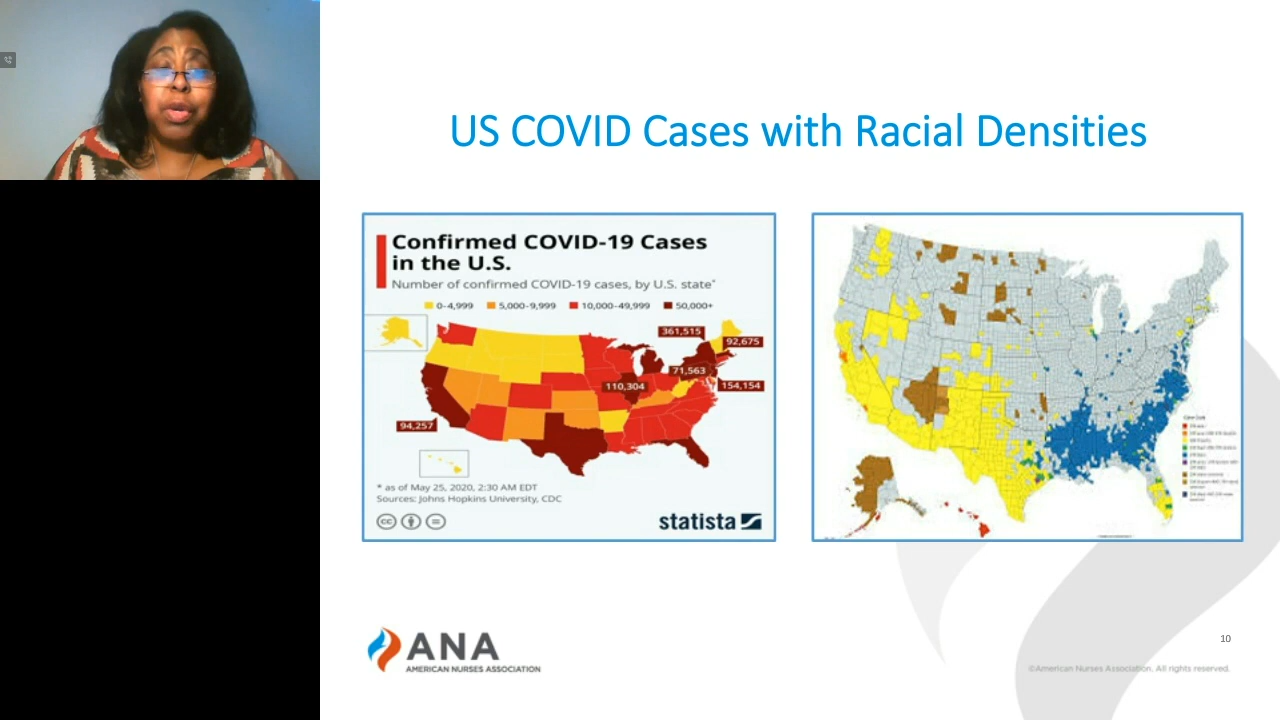 US COVID Cases with Racial Densities
Confirmed COVID-19 Cases
in the U.S.
Number of confirmed COVID-19 cases, by U.S. state*
0-4,999 5,000-9,999 10,000-49,999 50,000+
361,515
92,675
71,563
110,304
154,154
94,257
* as of May 25, 2020, 2:30 AM EDT
Sources: Johns Hopkins University, CDC
statista
ANA
AMERICAN NURSES ASSOCIATION
10
©American Nurses Association. All rights reserved.